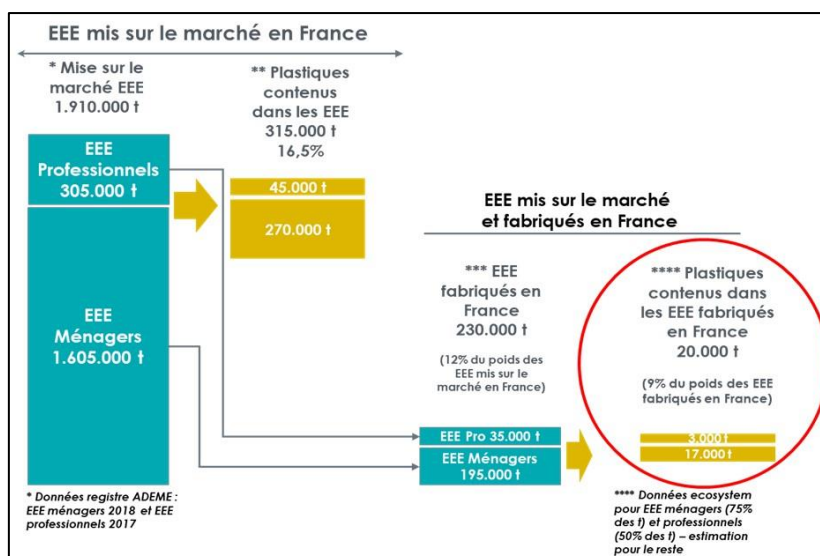 EEE mis sur le marché en France
* Mise sur le
marché EEE
1.910.000 t
** Plastiques
contenus
dans les EEE
315.000 t
16,5%
EEE
Professionnels
305.000 t
45.000 t
270.000 t
EEE
Ménagers
1.605.000 t
EEE mis sur le marché
et fabriqués en France
*** EEE
fabriqués en
France
230.000 t
(12% du poids des
EEE mis sur le
marché en France)
**** Plastiques
contenus dans
les EEE fabriqués
en France
20.000 t
(9% du poids des EEE
fabriqués en France)
EEE Pro 35.000 t
EEE Ménagers
195.000 t
3.000 t
17.000 t
* Données registre ADEME :
EEE ménagers 2018 et EEE
professionnels 2017
**** Données ecosystem
pour EEE ménagers (75%
des t) et professionnels
(50% des t) – estimation
pour le reste